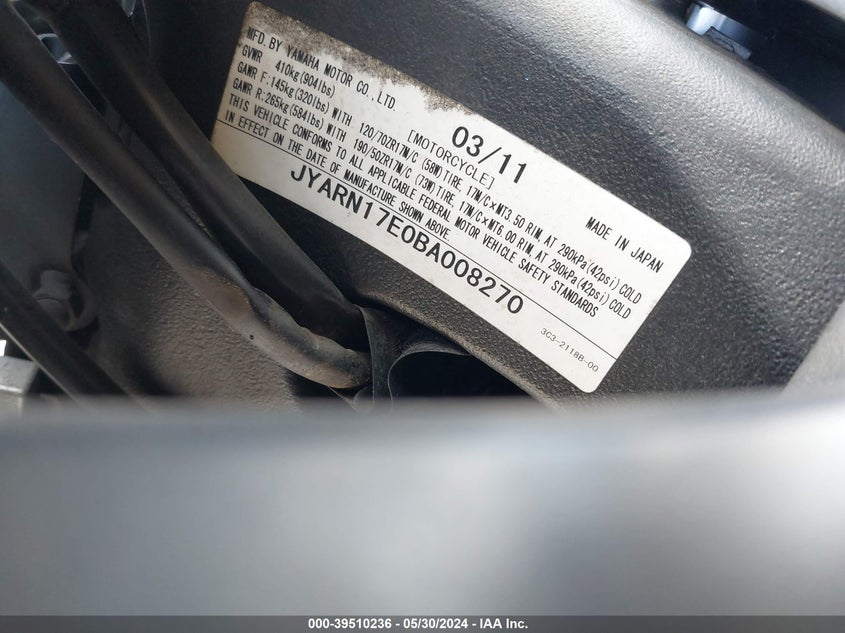 MFD. BY YAMAHA MOTOR CO., LTD.
03/11
MADE IN JAPAN
GVWR 410kg(904lbs) [MOTORCYCLE]
GAWR F:145kg(320lbs) WITH 120/70ZR17M/C (58W) TIRE, 17M/C×MT3.50 RIM, AT 290kPa(42psi) COLD
GAWR R:265kg(584lbs) WITH 190/50ZR17M/C (73W) TIRE, 17M/C×MT6.00 RIM, AT 290kPa(42psi) COLD
THIS VEHICLE CONFORMS TO ALL APPLICABLE FEDERAL MOTOR VEHICLE SAFETY STANDARDS
IN EFFECT ON THE DATE OF MANUFACTURE SHOWN ABOVE.
JYARN17E0BA008270
3C3-2118B-00
000-39510236 - 05/30/2024 - IAA Inc.